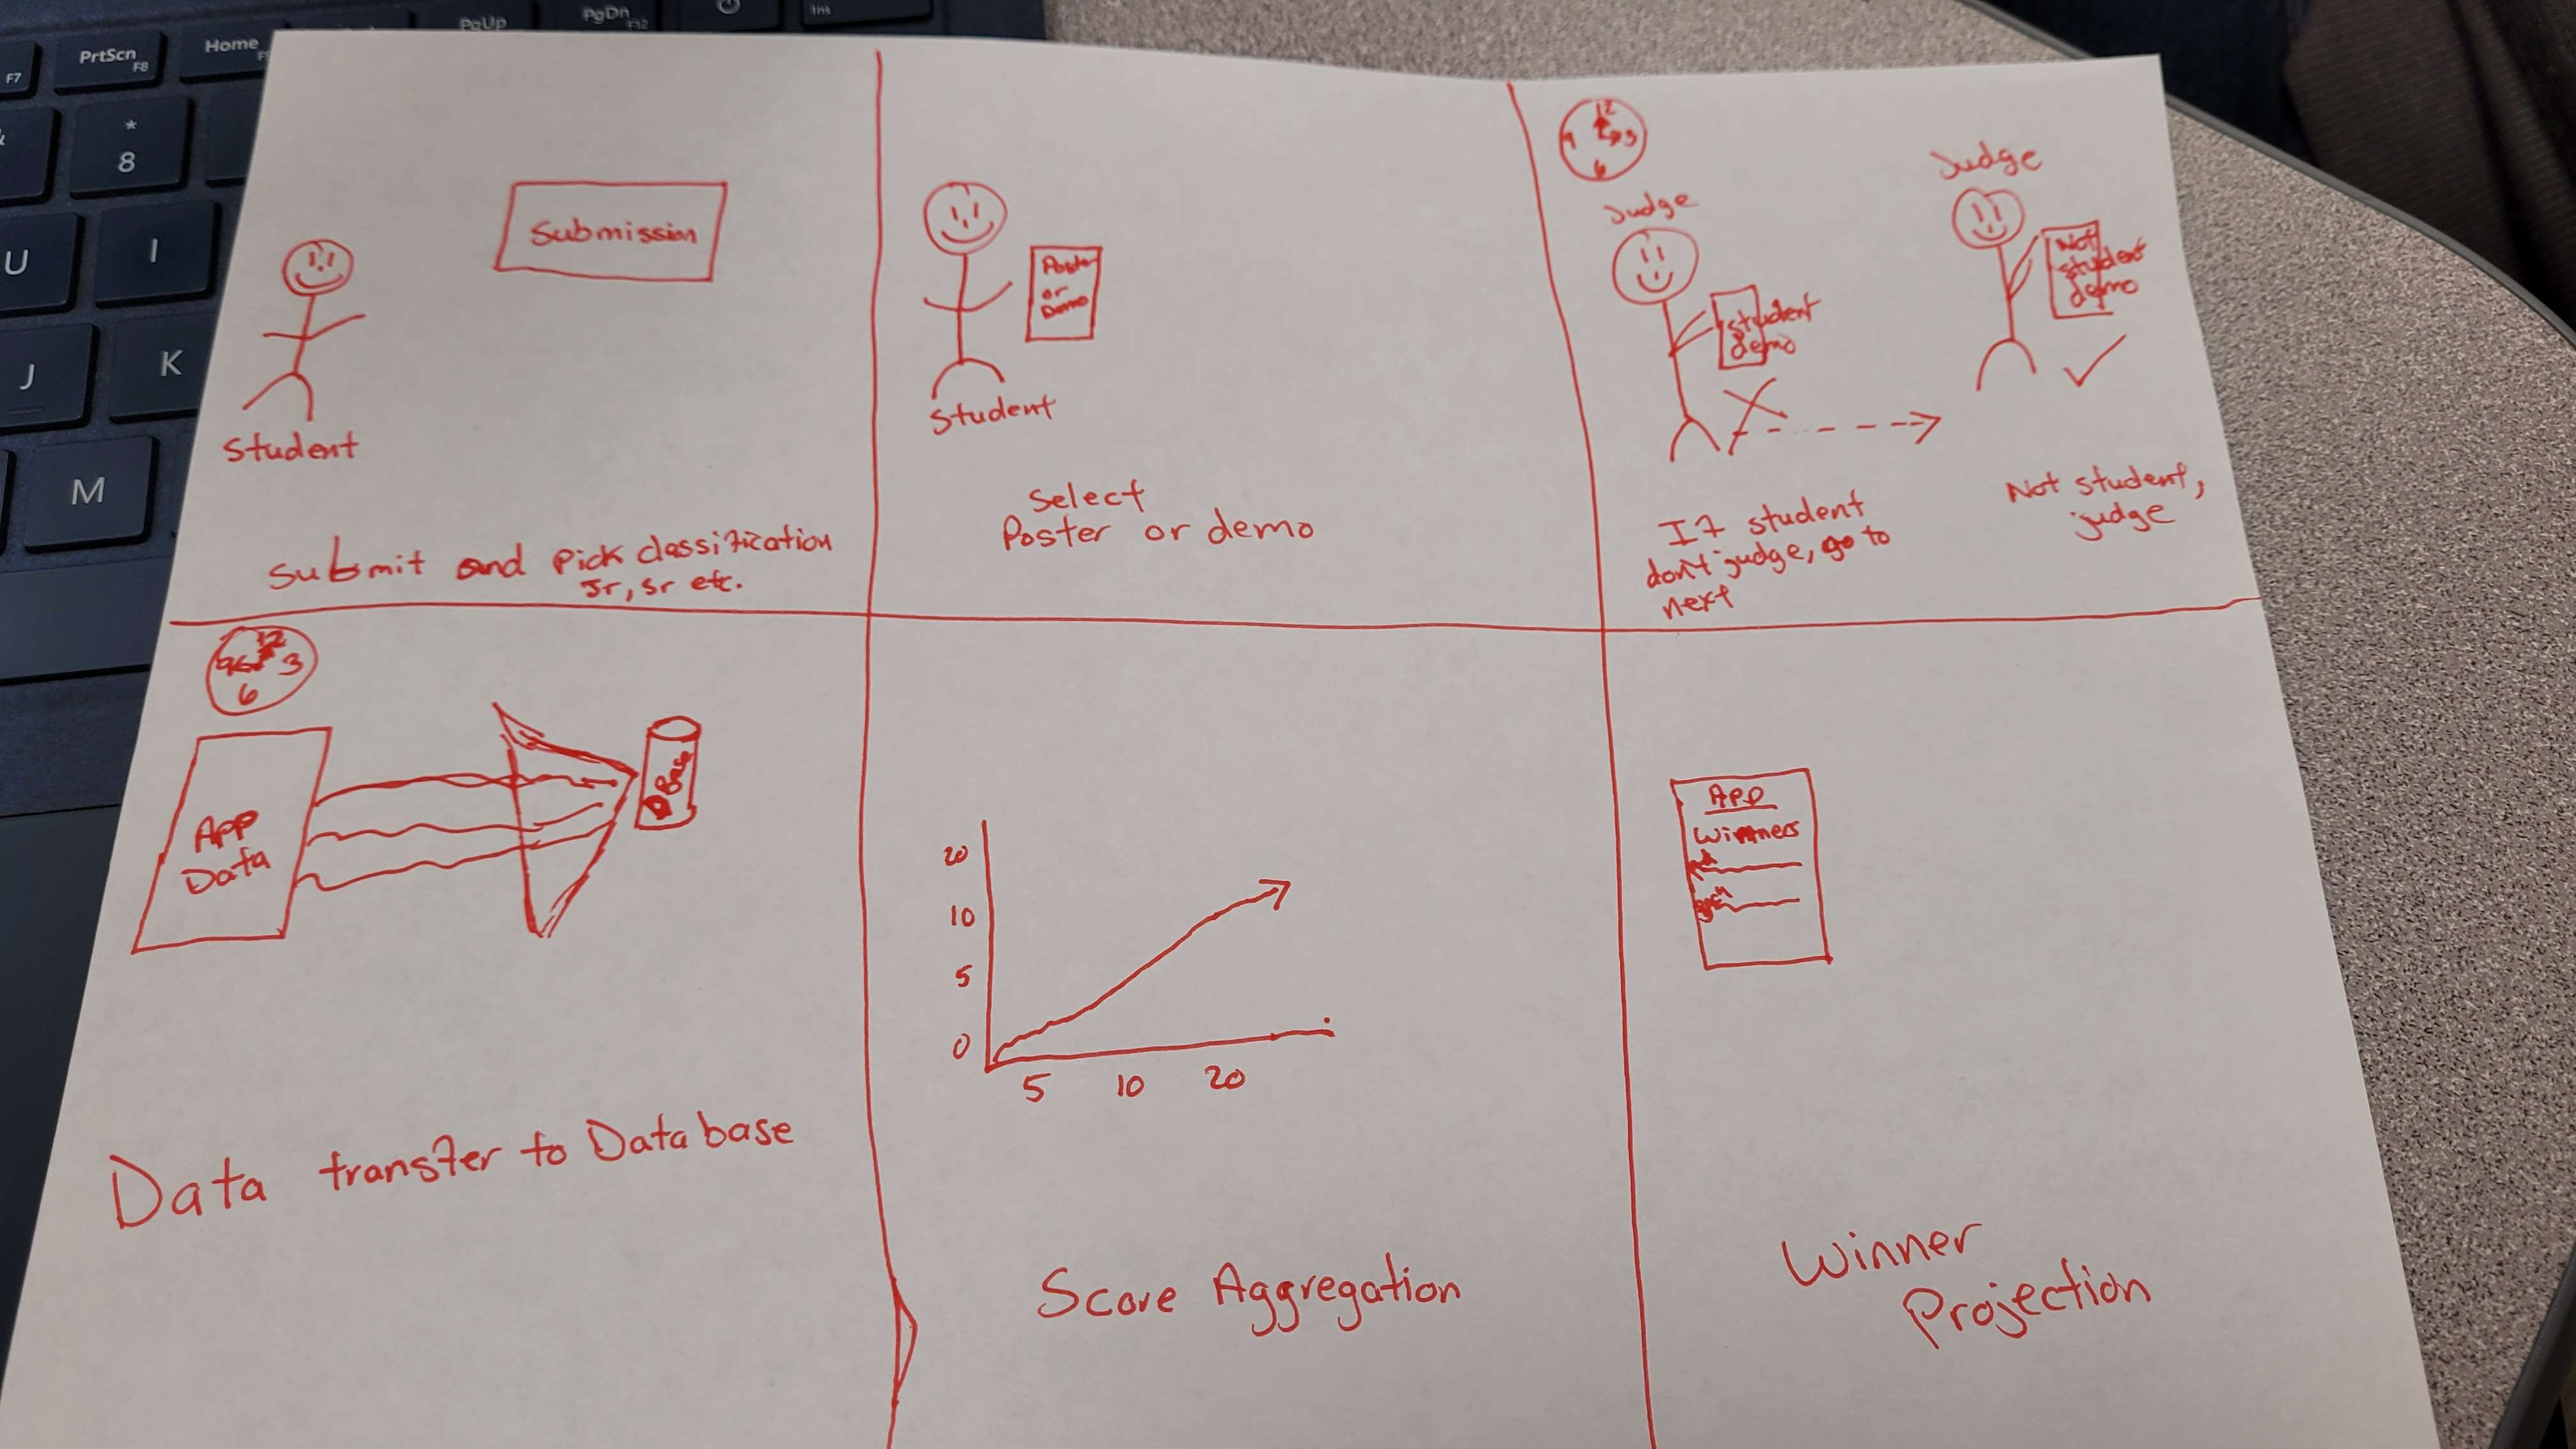 PrtScn
F8
Home
PgUp
PgDn
F12
Ins
F7
*
8
U
I
J
K
M
Submission
Student
Submit and pick classification
Jr, Sr etc.
Poster
or
Demo
Student
Select
Poster or demo
12
9 3
6
Judge
student
demo
If student
don't judge, go to
next
Judge
Not
student
demo
Not student,
judge
12
9 3
6
App
Data
DBase
Data transfer to Database
20
10
5
0
5 10 20
Score Aggregation
App
Winners
Winner
Projection